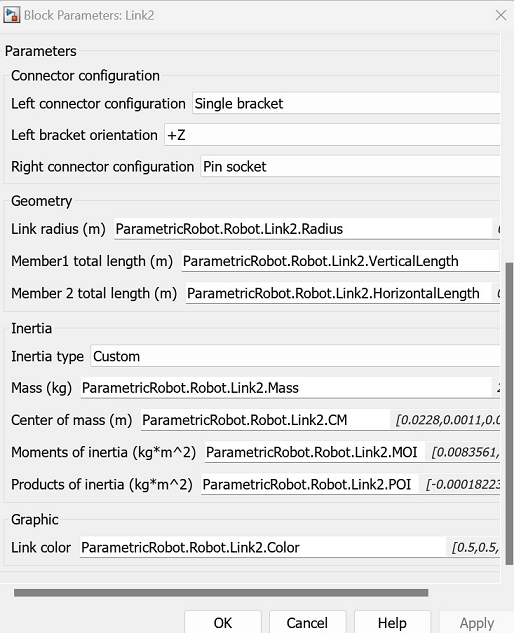 Block Parameters: Link2
Parameters
Connector configuration
Left connector configuration Single bracket
Left bracket orientation +Z
Right connector configuration Pin socket
Geometry
Link radius (m) ParametricRobot.Robot.Link2.Radius
Member1 total length (m) ParametricRobot.Robot.Link2.VerticalLength
Member 2 total length (m) ParametricRobot.Robot.Link2.HorizontalLength
Inertia
Inertia type Custom
Mass (kg) ParametricRobot.Robot.Link2.Mass
Center of mass (m) ParametricRobot.Robot.Link2.CM [0.0228,0.0011,0.0
Moments of inertia (kg*m^2) ParametricRobot.Robot.Link2.MOI [0.0083561,
Products of inertia (kg*m^2) ParametricRobot.Robot.Link2.POI [-0.00018223
Graphic
Link color ParametricRobot.Robot.Link2.Color [0.5,0.5,
OK Cancel Help Apply